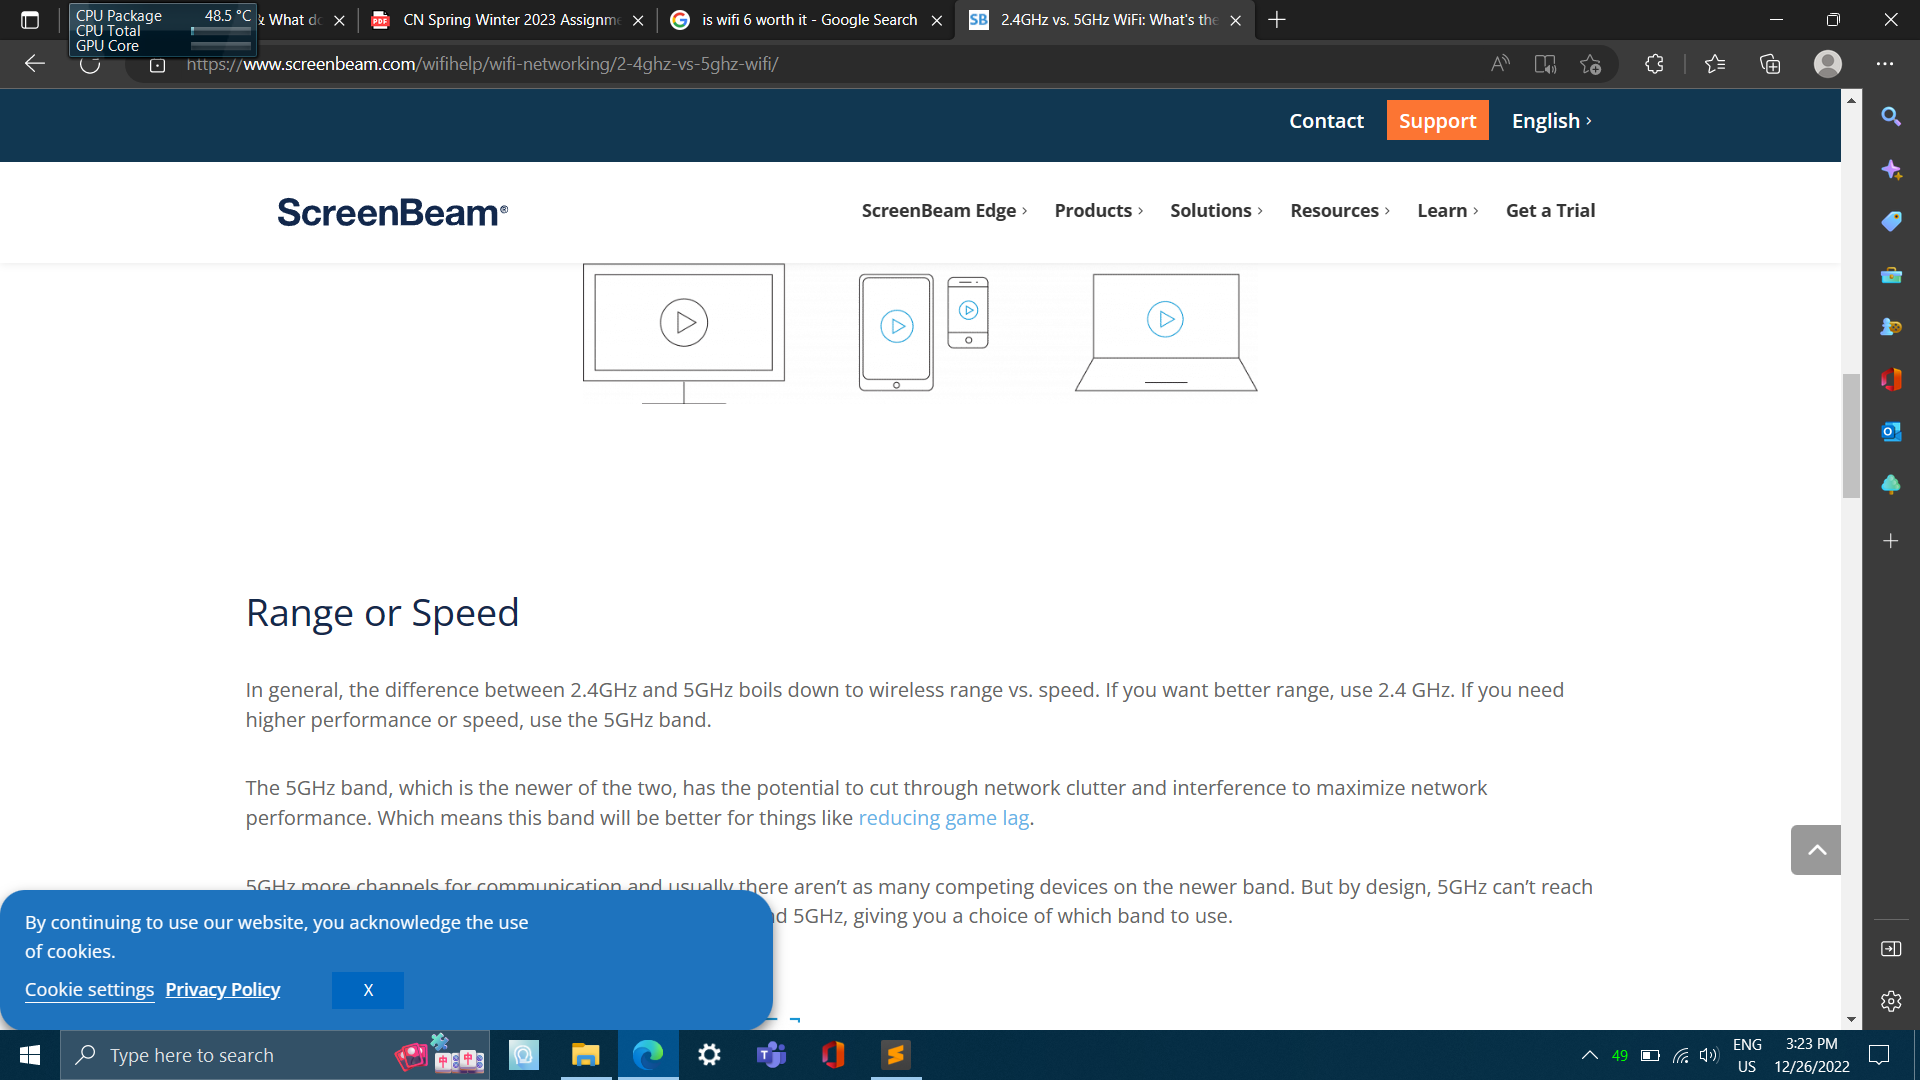 CPU Package 48.5 °C
CPU Total
GPU Core
& What do
CN Spring Winter 2023 Assignme
is wifi 6 worth it - Google Search
SB 2.4GHz vs. 5GHz WiFi: What's the
https://www.screenbeam.com/wifihelp/wifi-networking/2-4ghz-vs-5ghz-wifi/
Contact Support English ›
ScreenBeam®
ScreenBeam Edge › Products › Solutions › Resources › Learn › Get a Trial
Range or Speed
In general, the difference between 2.4GHz and 5GHz boils down to wireless range vs. speed. If you want better range, use 2.4 GHz. If you need
higher performance or speed, use the 5GHz band.
The 5GHz band, which is the newer of the two, has the potential to cut through network clutter and interference to maximize network
performance. Which means this band will be better for things like reducing game lag.
5GHz more channels for communication and usually there aren’t as many competing devices on the newer band. But by design, 5GHz can’t reach
5GHz, giving you a choice of which band to use.
By continuing to use our website, you acknowledge the use
of cookies.
Cookie settings Privacy Policy X
Type here to search
49
ENG
US
3:23 PM
12/26/2022